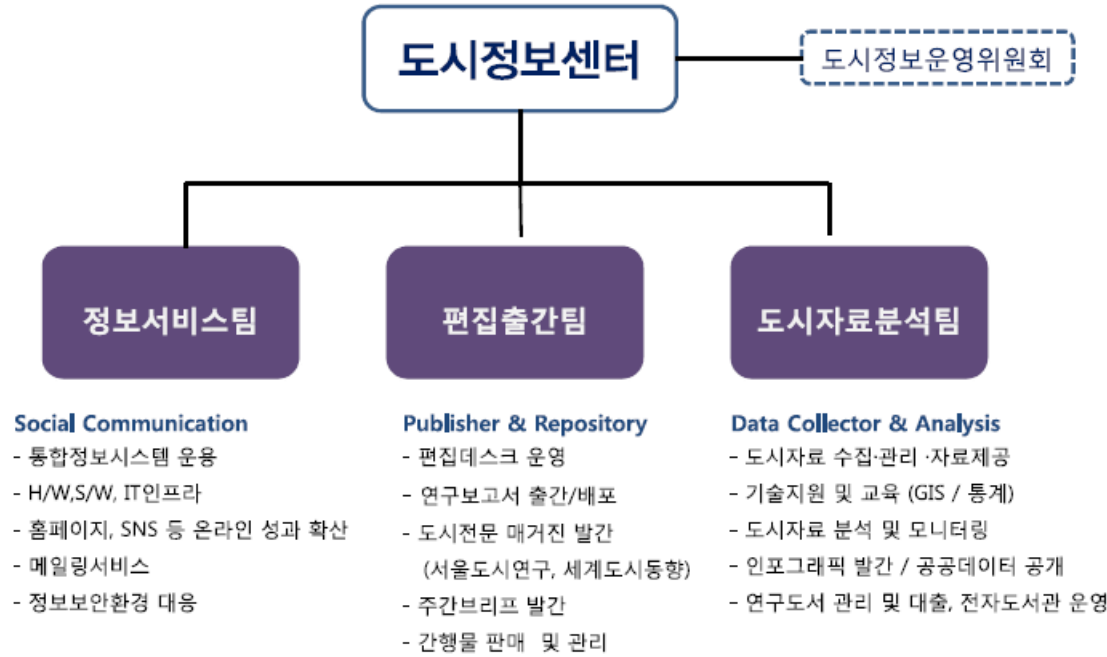 도시정보센터
도시정보운영위원회
정보서비스팀
편집출간팀
도시자료분석팀
Social Communication
- 통합정보시스템 운용
- H/W,S/W, IT인프라
- 홈페이지, SNS 등 온라인 성과 확산
- 메일링서비스
- 정보보안환경 대응
Publisher & Repository
- 편집데스크 운영
- 연구보고서 출간/배포
- 도시전문 매거진 발간
(서울도시연구, 세계도시동향)
- 주간브리프 발간
- 간행물 판매 및 관리
Data Collector & Analysis
- 도시자료 수집·관리 ·자료제공
- 기술지원 및 교육 (GIS / 통계)
- 도시자료 분석 및 모니터링
- 인포그래픽 발간 / 공공데이터 공개
- 연구도서 관리 및 대출, 전자도서관 운영